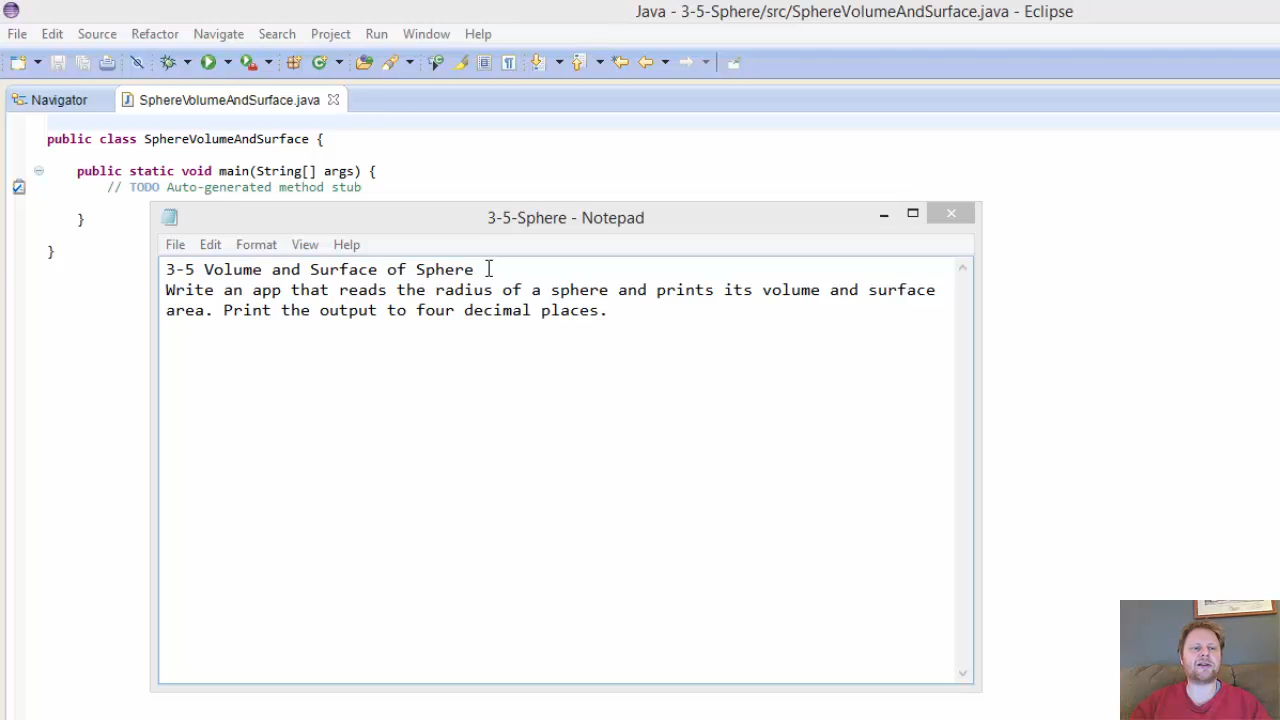 Java - 3-5-Sphere/src/SphereVolumeAndSurface.java - Eclipse
File Edit Source Refactor Navigate Search Project Run Window Help
Navigator SphereVolumeAndSurface.java
public class SphereVolumeAndSurface {
public static void main(String[] args) {
// TODO Auto-generated method stub
}
}
3-5-Sphere - Notepad
File Edit Format View Help
3-5 Volume and Surface of Sphere
Write an app that reads the radius of a sphere and prints its volume and surface
area. Print the output to four decimal places.